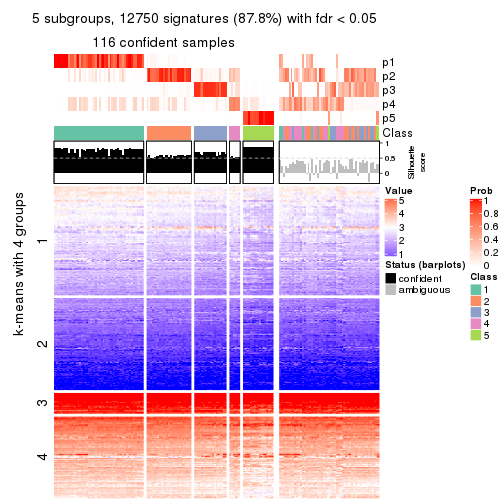 5 subgroups, 12750 signatures (87.8%) with fdr < 0.05
116 confident samples
p1
p2
p3
p4
p5
Class
1
0.5
0
Silhouette
score
k-means with 4 groups
1
2
3
4
Value
5
4
3
2
1
Status (barplots)
confident
ambiguous
Prob
1
0.8
0.6
0.4
0.2
0
Class
1
2
3
4
5